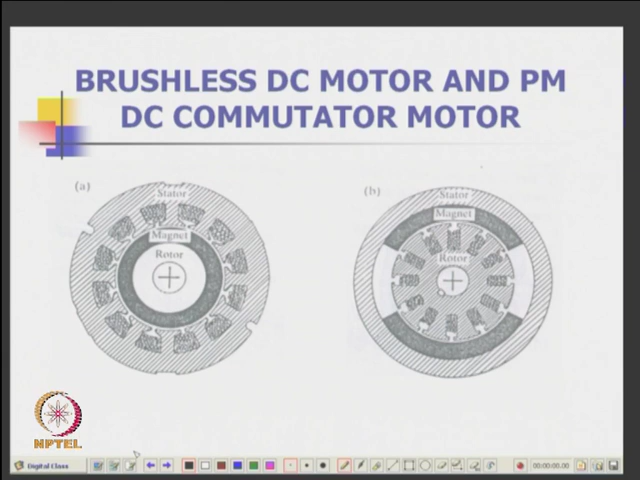 BRUSHLESS DC MOTOR AND PM
DC COMMUTATOR MOTOR
(a)
Stator
Magnet
Rotor
(b)
Stator
Magnet
Rotor
NPTEL
Digital Class
00:00:00.00